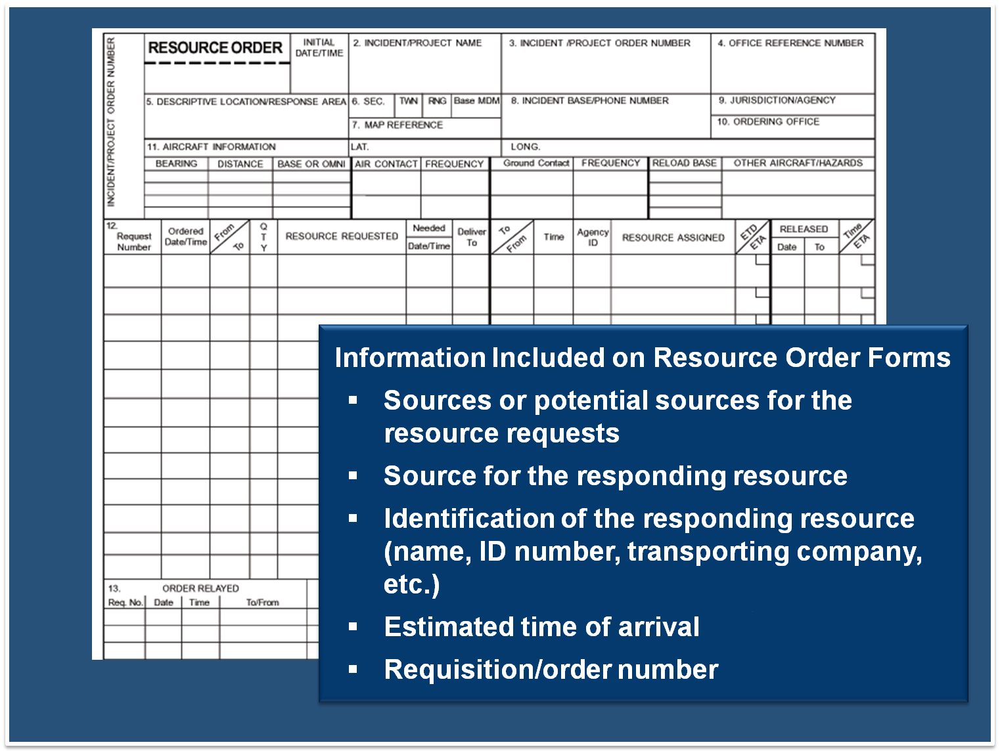 INCIDENT/PROJECT ORDER NUMBER
RESOURCE ORDER
INITIAL
DATE/TIME
2. INCIDENT/PROJECT NAME
3. INCIDENT /PROJECT ORDER NUMBER
4. OFFICE REFERENCE NUMBER
5. DESCRIPTIVE LOCATION/RESPONSE AREA
6. SEC.
TWN
RNG
Base MDM
7. MAP REFERENCE
8. INCIDENT BASE/PHONE NUMBER
9. JURISDICTION/AGENCY
10. ORDERING OFFICE
11. AIRCRAFT INFORMATION
LAT.
LONG.
BEARING
DISTANCE
BASE OR OMNI
AIR CONTACT
FREQUENCY
Ground Contact
FREQUENCY
RELOAD BASE
OTHER AIRCRAFT/HAZARDS
12.
Request
Number
Ordered
Date/Time
From
To
Q
T
Y
RESOURCE REQUESTED
Needed
Date/Time
Deliver
To
To
From
Time
Agency
ID
RESOURCE ASSIGNED
ETD
ETA
RELEASED
Date
To
Time
ETA
13. ORDER RELAYED
Req. No.
Date
Time
To/From
Information Included on Resource Order Forms
▪ Sources or potential sources for the
resource requests
▪ Source for the responding resource
▪ Identification of the responding resource
(name, ID number, transporting company,
etc.)
▪ Estimated time of arrival
▪ Requisition/order number